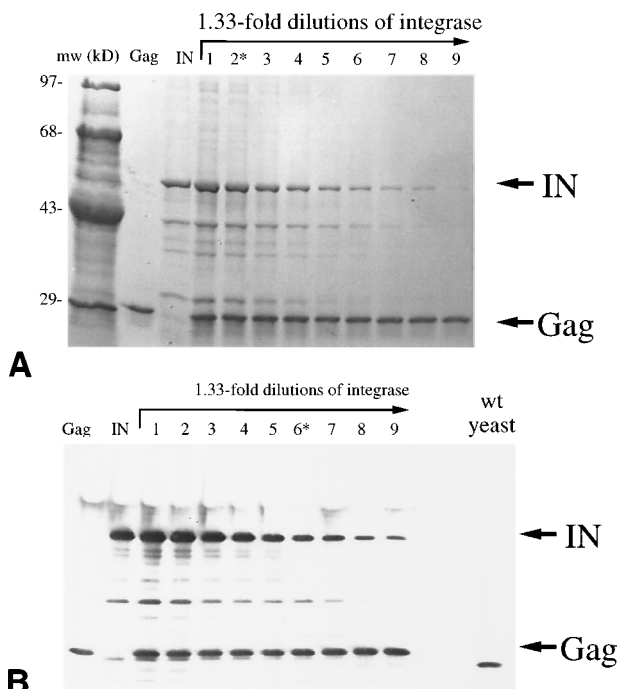 1.33-fold dilutions of integrase
mw (kD) Gag IN 1 2* 3 4 5 6 7 8 9
97-
68-
43-
29-
IN
Gag
A
1.33-fold dilutions of integrase
wt
yeast
Gag IN 1 2 3 4 5 6* 7 8 9
IN
Gag
B